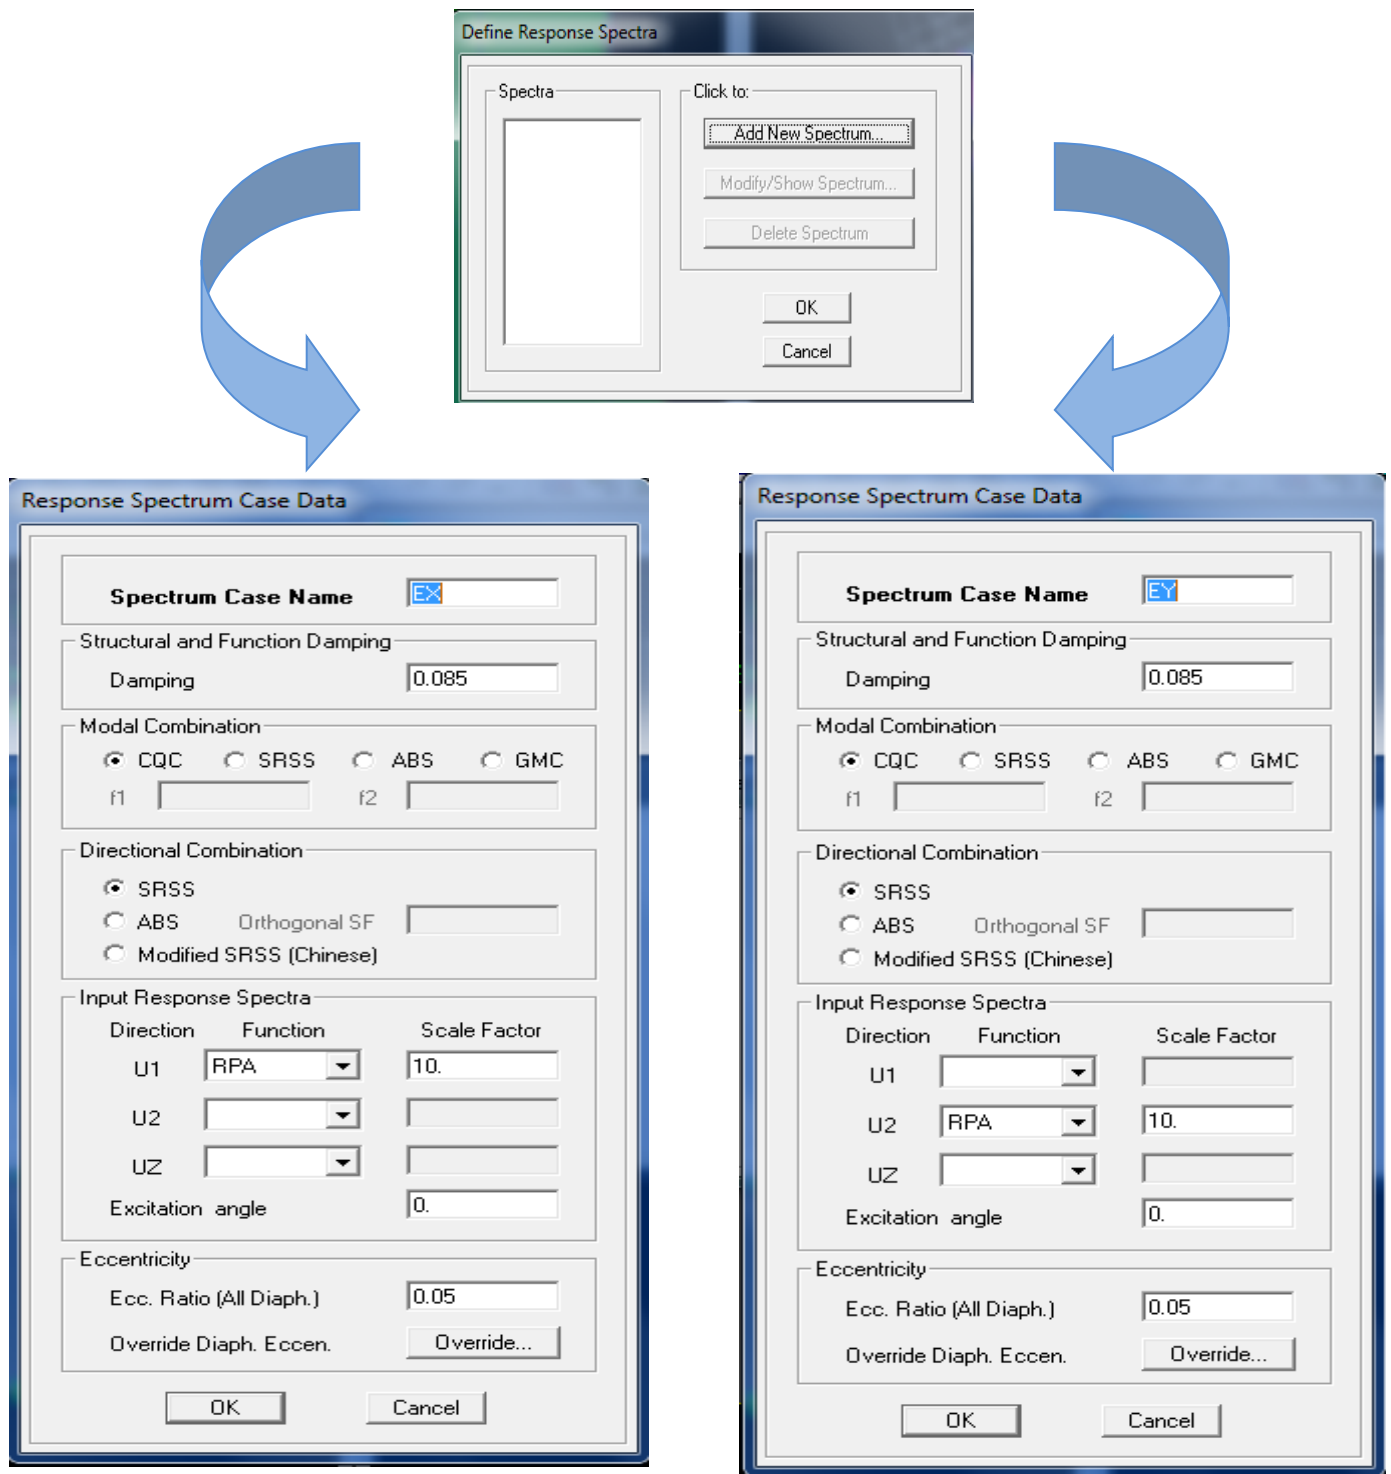 Define Response Spectra
Spectra
Click to:
Add New Spectrum...
Modify/Show Spectrum...
Delete Spectrum
OK
Cancel
Response Spectrum Case Data
Spectrum Case Name EX
Structural and Function Damping
Damping 0.085
Modal Combination
CQC SRSS ABS GMC
f1 f2
Directional Combination
SRSS
ABS Orthogonal SF
Modified SRSS (Chinese)
Input Response Spectra
Direction Function Scale Factor
U1 RPA 10.
U2
UZ
Excitation angle 0.
Eccentricity
Ecc. Ratio (All Diaph.) 0.05
Override Diaph. Eccen. Override...
OK Cancel
Response Spectrum Case Data
Spectrum Case Name EY
Structural and Function Damping
Damping 0.085
Modal Combination
CQC SRSS ABS GMC
f1 f2
Directional Combination
SRSS
ABS Orthogonal SF
Modified SRSS (Chinese)
Input Response Spectra
Direction Function Scale Factor
U1
U2 RPA 10.
UZ
Excitation angle 0.
Eccentricity
Ecc. Ratio (All Diaph.) 0.05
Override Diaph. Eccen. Override...
OK Cancel